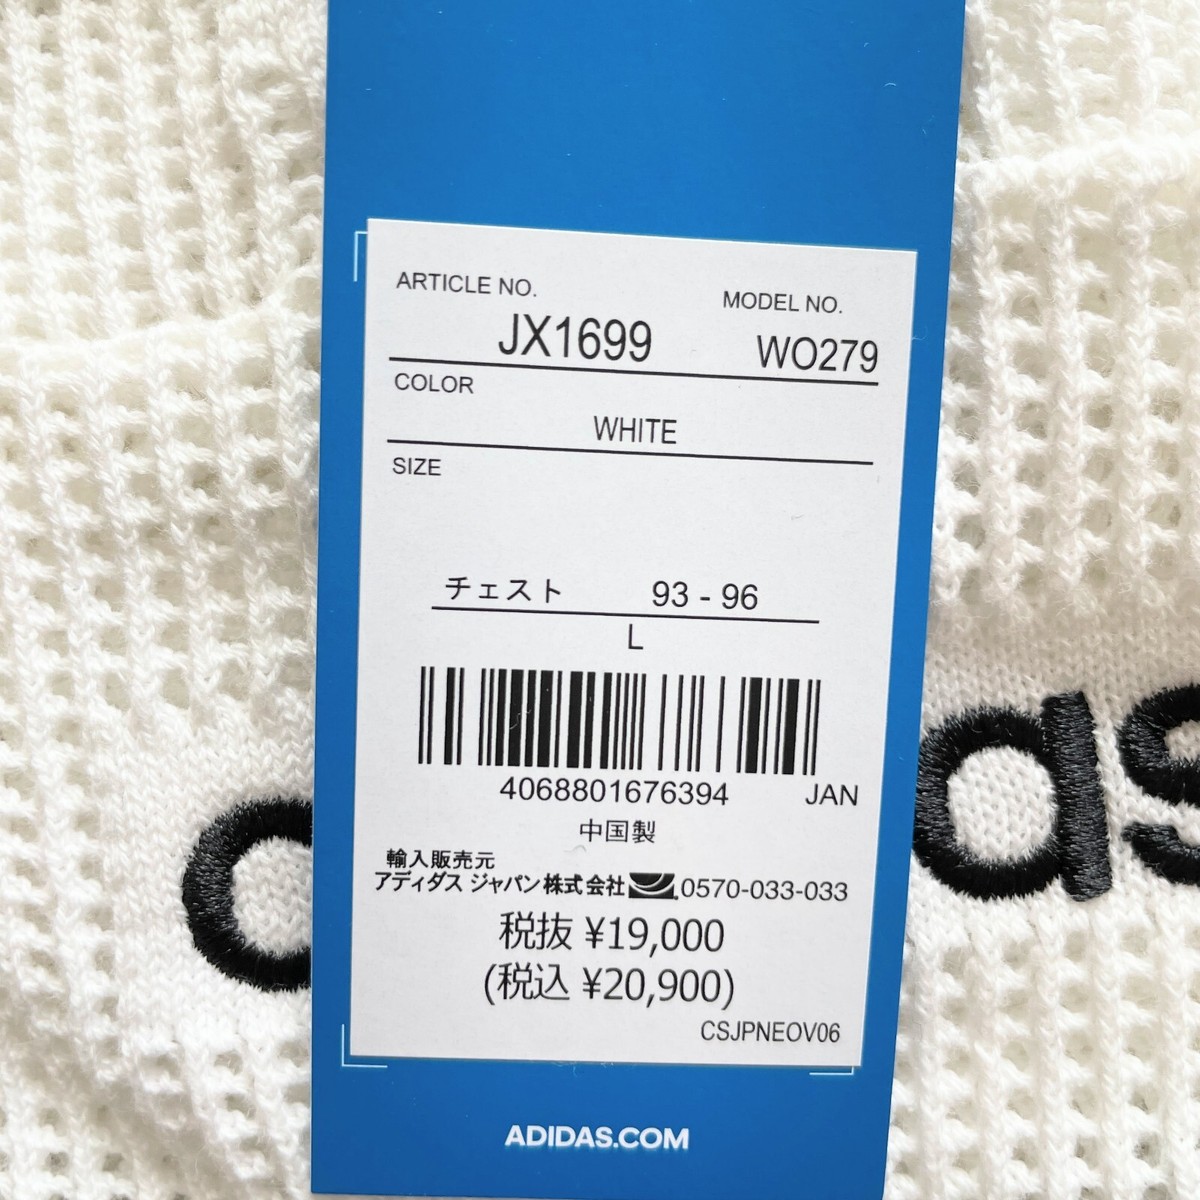 ARTICLE NO. MODEL NO.
JX1699 WO279
COLOR
WHITE
SIZE
チェスト 93 - 96
L
4068801676394 JAN
中国製
輸入販売元
アディダス ジャパン株式会社 0570-033-033
税抜 ¥19,000
(税込 ¥20,900)
CSJPNEOV06
ADIDAS.COM
as